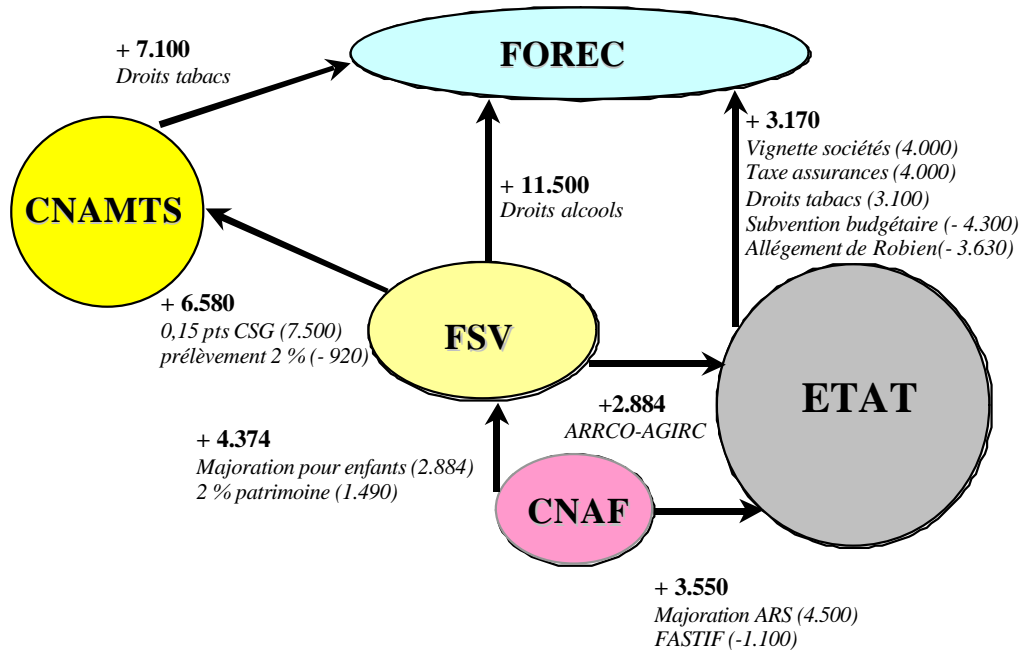 + 7.100
Droits tabacs
FOREC
CNAMTS
+ 11.500
Droits alcools
+ 3.170
Vignette sociétés (4.000)
Taxe assurances (4.000)
Droits tabacs (3.100)
Subvention budgétaire (- 4.300)
Allégement de Robien(- 3.630)
+ 6.580
0,15 pts CSG (7.500)
prélèvement 2 % (- 920)
FSV
ETAT
+2.884
ARRCO-AGIRC
+ 4.374
Majoration pour enfants (2.884)
2 % patrimoine (1.490)
CNAF
+ 3.550
Majoration ARS (4.500)
FASTIF (-1.100)